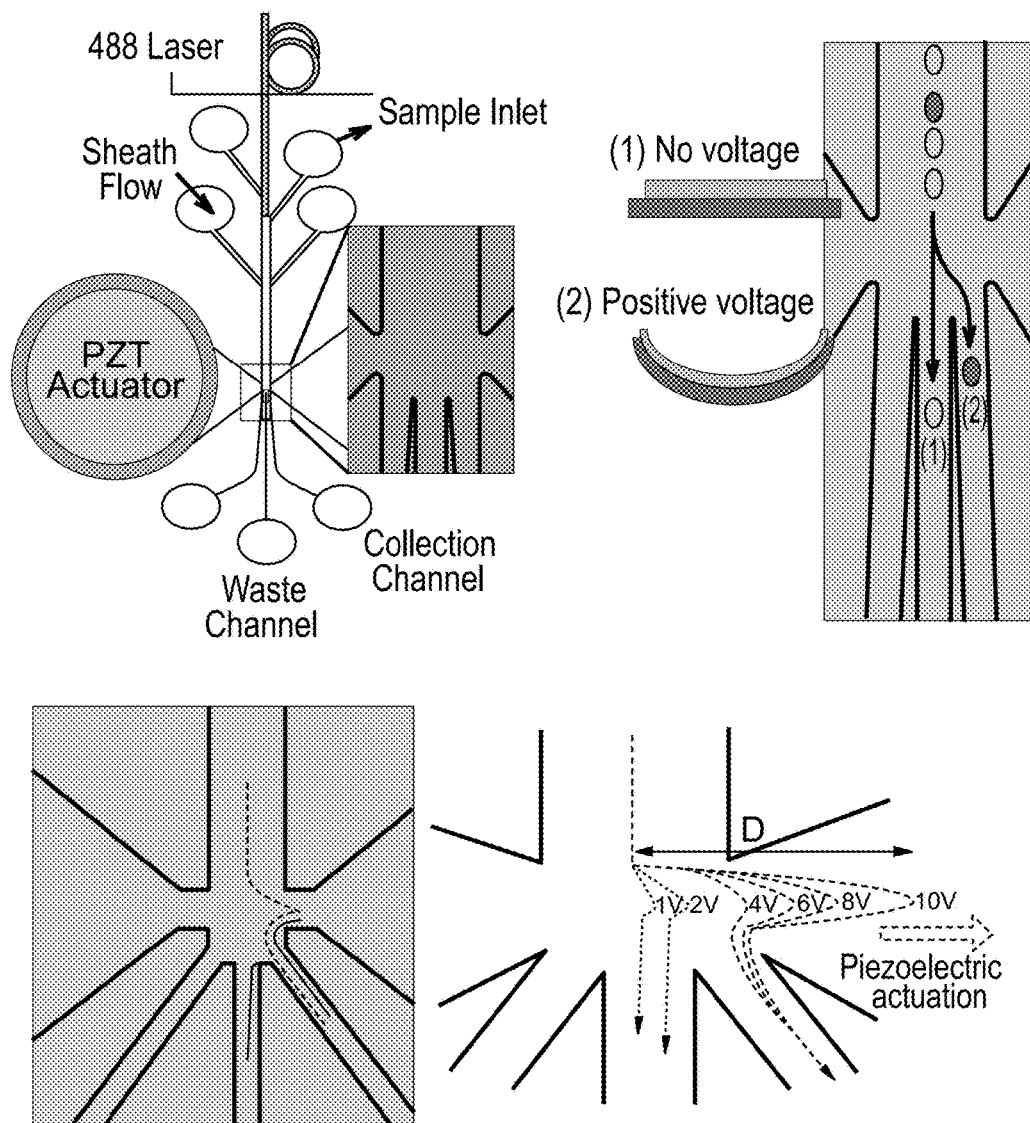 488 Laser
Sample Inlet
Sheath
Flow
PZT
Actuator
Collection
Channel
Waste
Channel
(1) No voltage
(2) Positive voltage
(1)
(2)
D
1V 2V 4V 6V 8V 10V
Piezoelectric
actuation